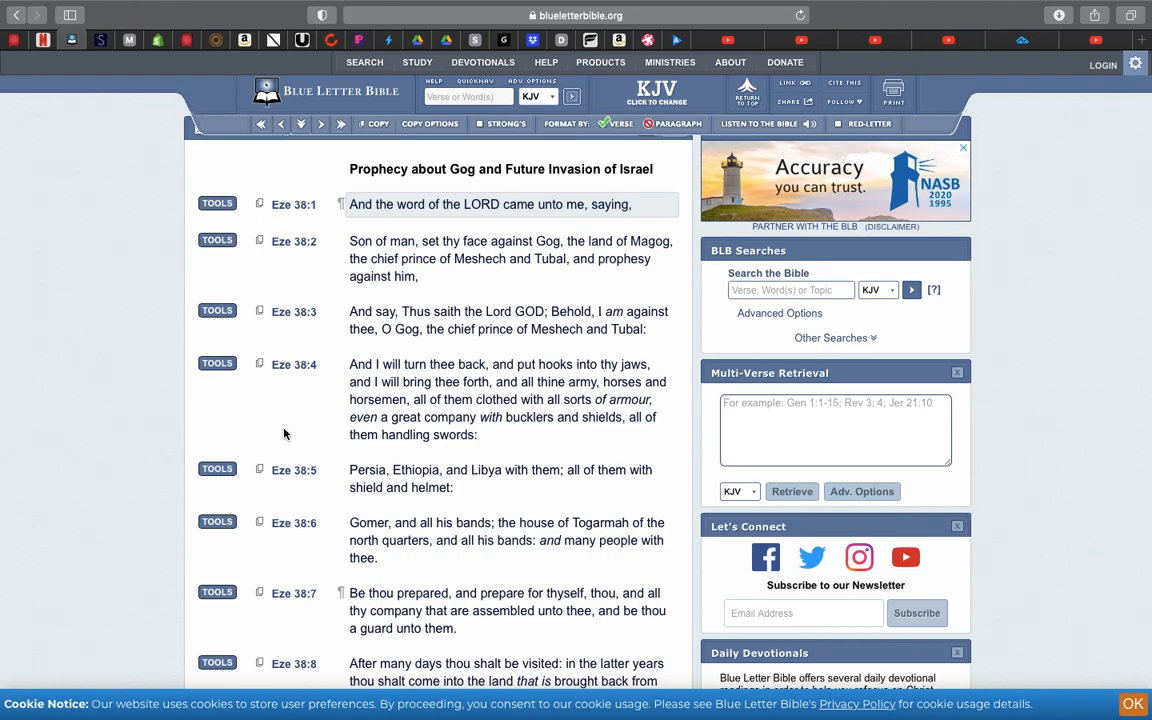 blueletterbible.org
SEARCH STUDY DEVOTIONALS HELP PRODUCTS MINISTRIES ABOUT DONATE LOGIN
BLUE LETTER BIBLE
HELP QUICKNAV ADV. OPTIONS
Verse or Word(s) KJV
KJV
CLICK TO CHANGE
RETURN TO TOP
LINK CITE THIS
SHARE FOLLOW
PRINT
COPY COPY OPTIONS STRONG'S FORMAT BY: VERSE PARAGRAPH LISTEN TO THE BIBLE RED-LETTER
Prophecy about Gog and Future Invasion of Israel
TOOLS Eze 38:1 ¶ And the word of the LORD came unto me, saying,
TOOLS Eze 38:2 Son of man, set thy face against Gog, the land of Magog,
the chief prince of Meshech and Tubal, and prophesy
against him,
TOOLS Eze 38:3 And say, Thus saith the Lord GOD; Behold, I am against
thee, O Gog, the chief prince of Meshech and Tubal:
TOOLS Eze 38:4 And I will turn thee back, and put hooks into thy jaws,
and I will bring thee forth, and all thine army, horses and
horsemen, all of them clothed with all sorts of armour,
even a great company with bucklers and shields, all of
them handling swords:
TOOLS Eze 38:5 Persia, Ethiopia, and Libya with them; all of them with
shield and helmet:
TOOLS Eze 38:6 Gomer, and all his bands; the house of Togarmah of the
north quarters, and all his bands: and many people with
thee.
TOOLS Eze 38:7 ¶ Be thou prepared, and prepare for thyself, thou, and all
thy company that are assembled unto thee, and be thou
a guard unto them.
TOOLS Eze 38:8 After many days thou shalt be visited: in the latter years
thou shalt come into the land that is brought back from
Accuracy
you can trust.
NASB
2020
1995
PARTNER WITH THE BLB (DISCLAIMER)
BLB Searches
Search the Bible
Verse, Word(s) or Topic KJV [?]
Advanced Options
Other Searches
Multi-Verse Retrieval
For example: Gen 1:1-15; Rev 3; 4; Jer 21:10
KJV Retrieve Adv. Options
Let's Connect
Subscribe to our Newsletter
Email Address Subscribe
Daily Devotionals
Blue Letter Bible offers several daily devotional
Cookie Notice: Our website uses cookies to store user preferences. By proceeding, you consent to our cookie usage. Please see Blue Letter Bible's Privacy Policy for cookie usage details. OK